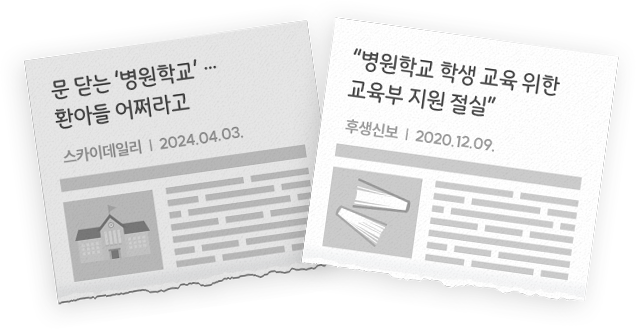 문 닫는 ‘병원학교’ …
환아들 어쩌라고
스카이데일리 | 2024.04.03.
“병원학교 학생 교육 위한
교육부 지원 절실”
후생신보 | 2020.12.09.